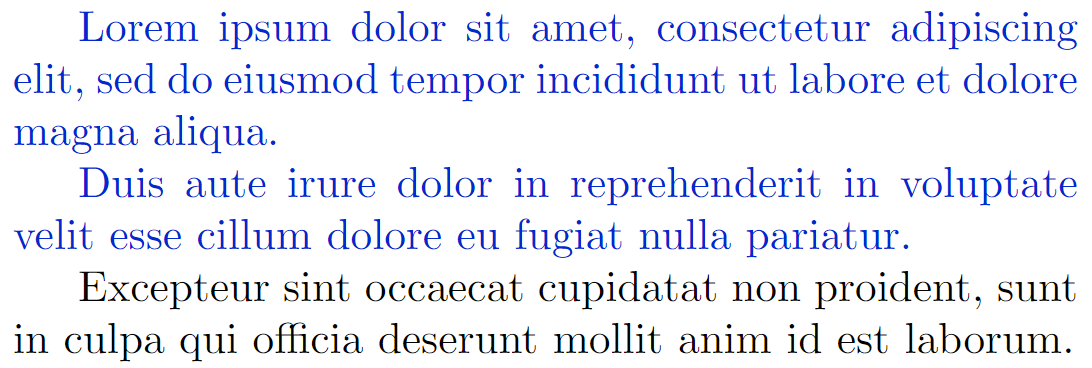 Lorem ipsum dolor sit amet, consectetur adipiscing
elit, sed do eiusmod tempor incididunt ut labore et dolore
magna aliqua.
Duis aute irure dolor in reprehenderit in voluptate
velit esse cillum dolore eu fugiat nulla pariatur.
Excepteur sint occaecat cupidatat non proident, sunt
in culpa qui officia deserunt mollit anim id est laborum.